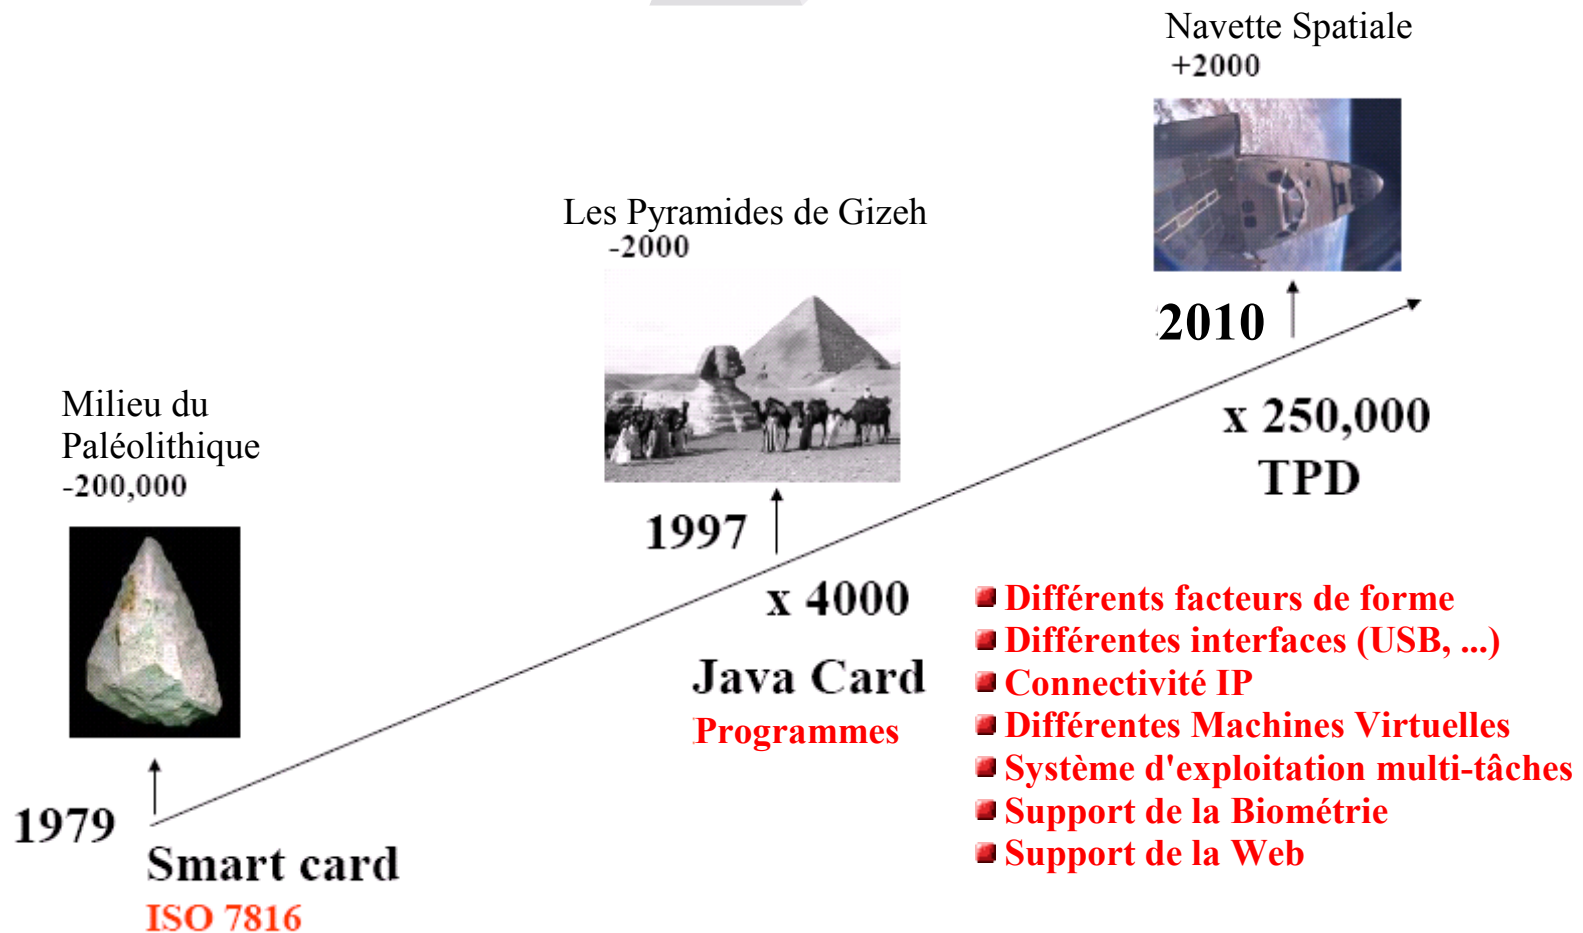 Navette Spatiale
+2000
Les Pyramides de Gizeh
-2000
2010
Milieu du
Paléolithique
-200,000
x 250,000
TPD
1997
x 4000
Java Card
Programmes
Différents facteurs de forme
Différentes interfaces (USB, ...)
Connectivité IP
Différentes Machines Virtuelles
Système d'exploitation multi-tâches
Support de la Biométrie
Support de la Web
1979
Smart card
ISO 7816